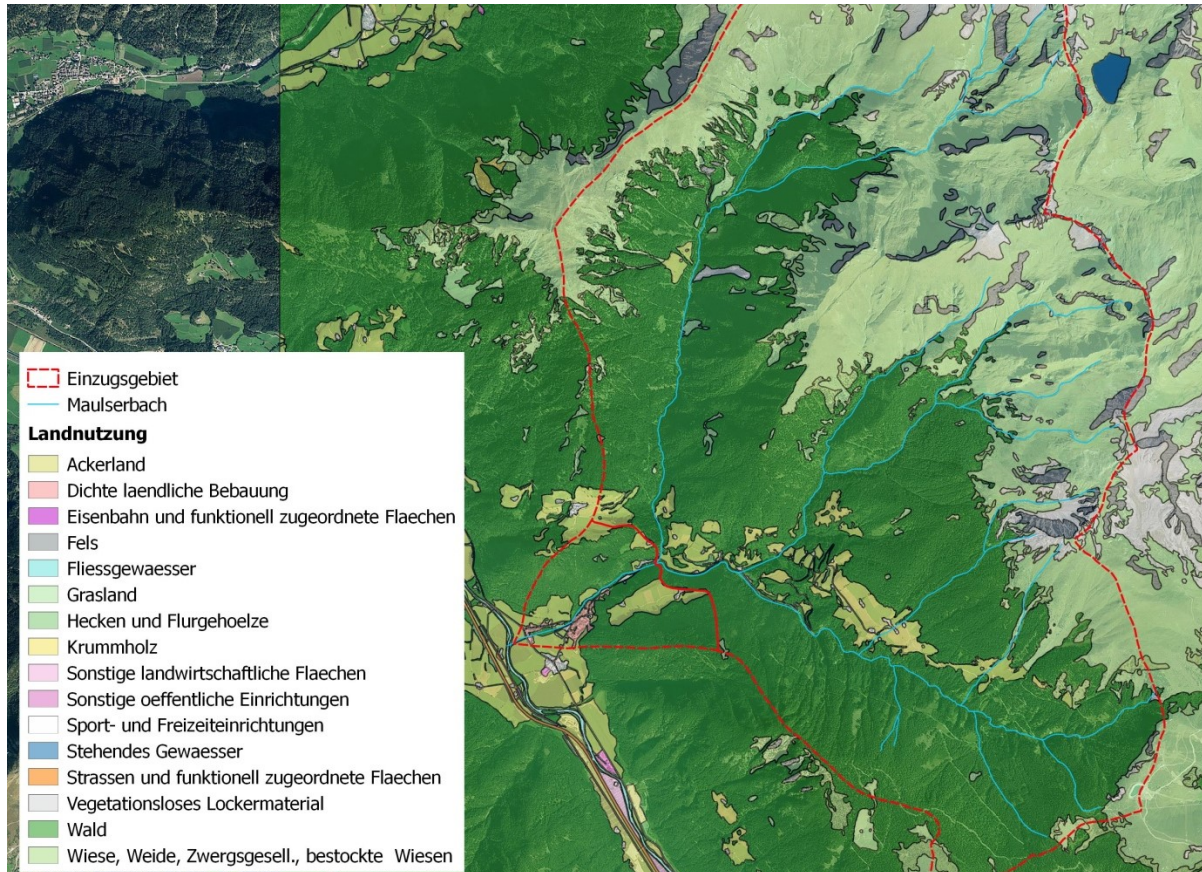 Einzugsgebiet
Maulserbach
Landnutzung
Ackerland
Dichte laendliche Bebauung
Eisenbahn und funktionell zugeordnete Flaechen
Fels
Fliessgewaesser
Grasland
Hecken und Flurgehoelze
Krummholz
Sonstige landwirtschaftliche Flaechen
Sonstige oeffentliche Einrichtungen
Sport- und Freizeiteinrichtungen
Stehendes Gewaesser
Strassen und funktionell zugeordnete Flaechen
Vegetationsloses Lockermaterial
Wald
Wiese, Weide, Zwergsgesell., bestockte Wiesen